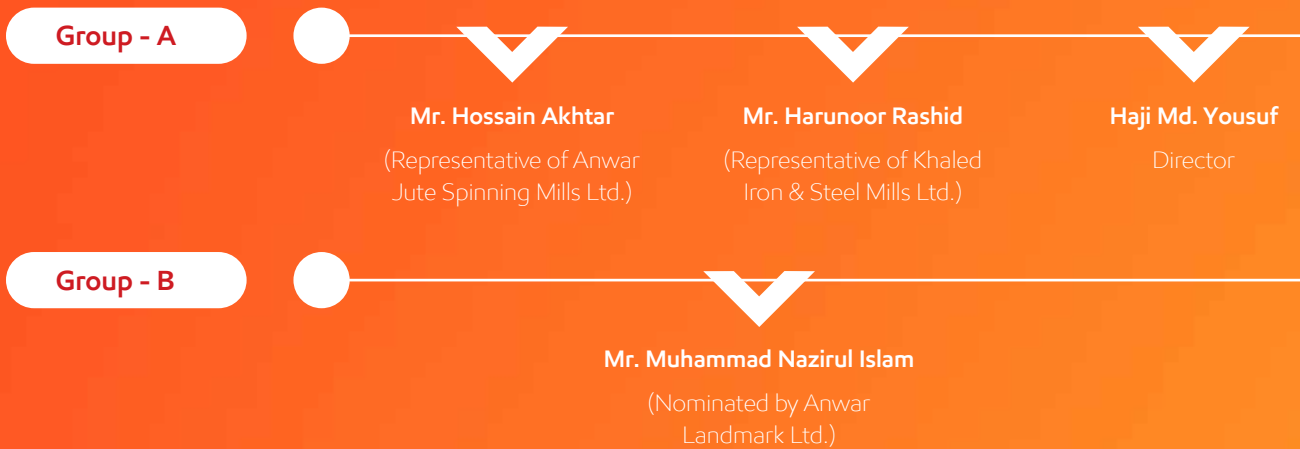 Group - A
Mr. Hossain Akhtar
(Representative of Anwar
Jute Spinning Mills Ltd.)
Mr. Harunoor Rashid
(Representative of Khaled
Iron & Steel Mills Ltd.)
Haji Md. Yousuf
Director
Group - B
Mr. Muhammad Nazirul Islam
(Nominated by Anwar
Landmark Ltd.)